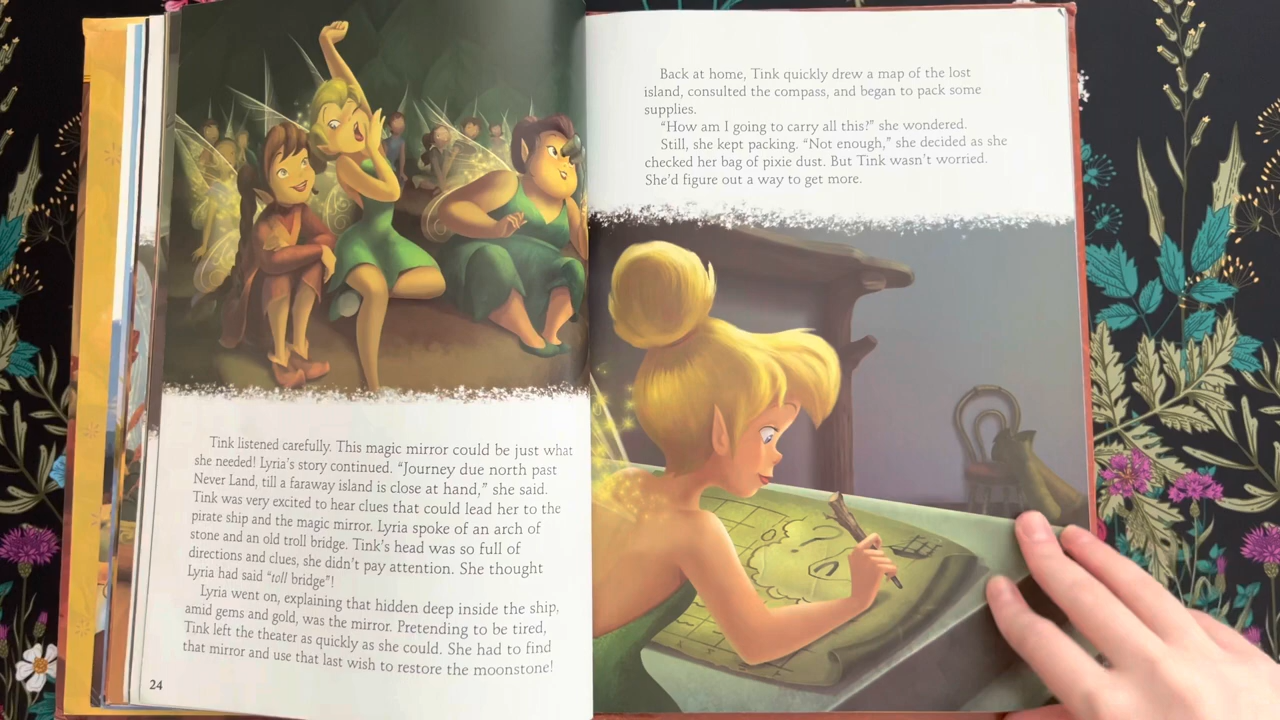 Tink listened carefully. This magic mirror could be just what
she needed! Lyria's story continued. “Journey due north past
Never Land, till a faraway island is close at hand,” she said.
Tink was very excited to hear clues that could lead her to the
pirate ship and the magic mirror. Lyria spoke of an arch of
stone and an old troll bridge. Tink's head was so full of
directions and clues, she didn't pay attention. She thought
Lyria had said “toll bridge”!
Lyria went on, explaining that hidden deep inside the ship,
amid gems and gold, was the mirror. Pretending to be tired,
Tink left the theater as quickly as she could. She had to find
that mirror and use that last wish to restore the moonstone!
24
Back at home, Tink quickly drew a map of the lost
island, consulted the compass, and began to pack some
supplies.
“How am I going to carry all this?” she wondered.
Still, she kept packing. “Not enough,” she decided as she
checked her bag of pixie dust. But Tink wasn't worried.
She'd figure out a way to get more.